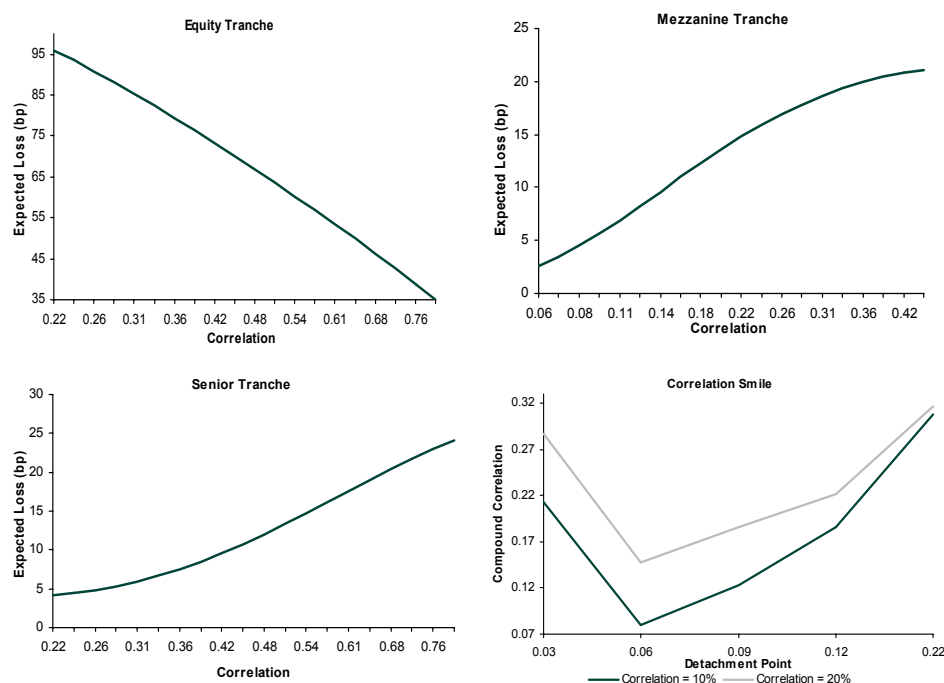 Equity Tranche
Expected Loss (bp)
95
85
75
65
55
45
35
0.22 0.26 0.31 0.36 0.42 0.48 0.54 0.61 0.68 0.76
Correlation
Mezzanine Tranche
Expected Loss (bp)
25
20
15
10
5
0
0.06 0.08 0.11 0.14 0.18 0.22 0.26 0.31 0.36 0.42
Correlation
Senior Tranche
Expected Loss (bp)
30
25
20
15
10
5
0
0.22 0.26 0.31 0.36 0.42 0.48 0.54 0.61 0.68 0.76
Correlation
Correlation Smile
Compound Correlation
0.32
0.27
0.22
0.17
0.12
0.07
0.03 0.06 0.09 0.12 0.22
Detachment Point
Correlation = 10% Correlation = 20%